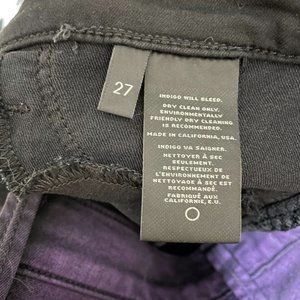 27
INDIGO WILL BLEED.
DRY CLEAN ONLY.
ENVIRONMENTALLY
FRIENDLY DRY CLEANING
IS RECOMMENDED.
MADE IN CALIFORNIA, USA.
INDIGO VA SAIGNER.
NETTOYER À SEC
SEULEMENT.
RESPECTUEUX DE
L'ENVIRONNEMENT DE
NETTOYAGE A SEC EST
RECOMMANDÉ.
FABRIQUÉ AUX
CALIFORNIE, E.U.